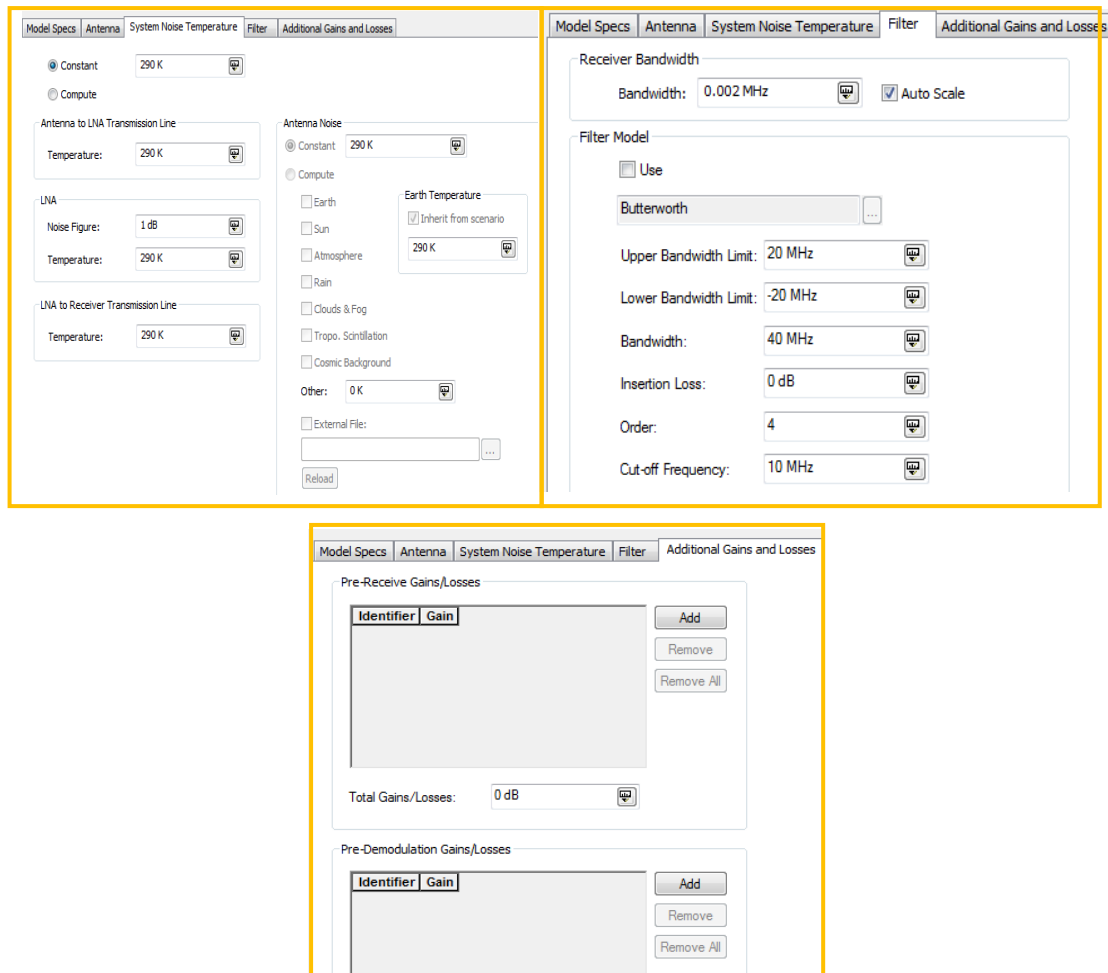 Model Specs Antenna System Noise Temperature Filter Additional Gains and Losses
Constant 290 K
Compute
Antenna to LNA Transmission Line
Temperature: 290 K
LNA
Noise Figure: 1 dB
Temperature: 290 K
LNA to Receiver Transmission Line
Temperature: 290 K
Antenna Noise
Constant 290 K
Compute
Earth
Sun
Atmosphere
Rain
Clouds & Fog
Tropo. Scintillation
Cosmic Background
Earth Temperature
Inherit from scenario
290 K
Other: 0 K
External File:
...
Reload
Model Specs Antenna System Noise Temperature Filter Additional Gains and Losses
Receiver Bandwidth
Bandwidth: 0.002 MHz Auto Scale
Filter Model
Use
Butterworth ...
Upper Bandwidth Limit: 20 MHz
Lower Bandwidth Limit: -20 MHz
Bandwidth: 40 MHz
Insertion Loss: 0 dB
Order: 4
Cut-off Frequency: 10 MHz
Model Specs Antenna System Noise Temperature Filter Additional Gains and Losses
Pre-Receive Gains/Losses
Identifier Gain
Add
Remove
Remove All
Total Gains/Losses: 0 dB
Pre-Demodulation Gains/Losses
Identifier Gain
Add
Remove
Remove All